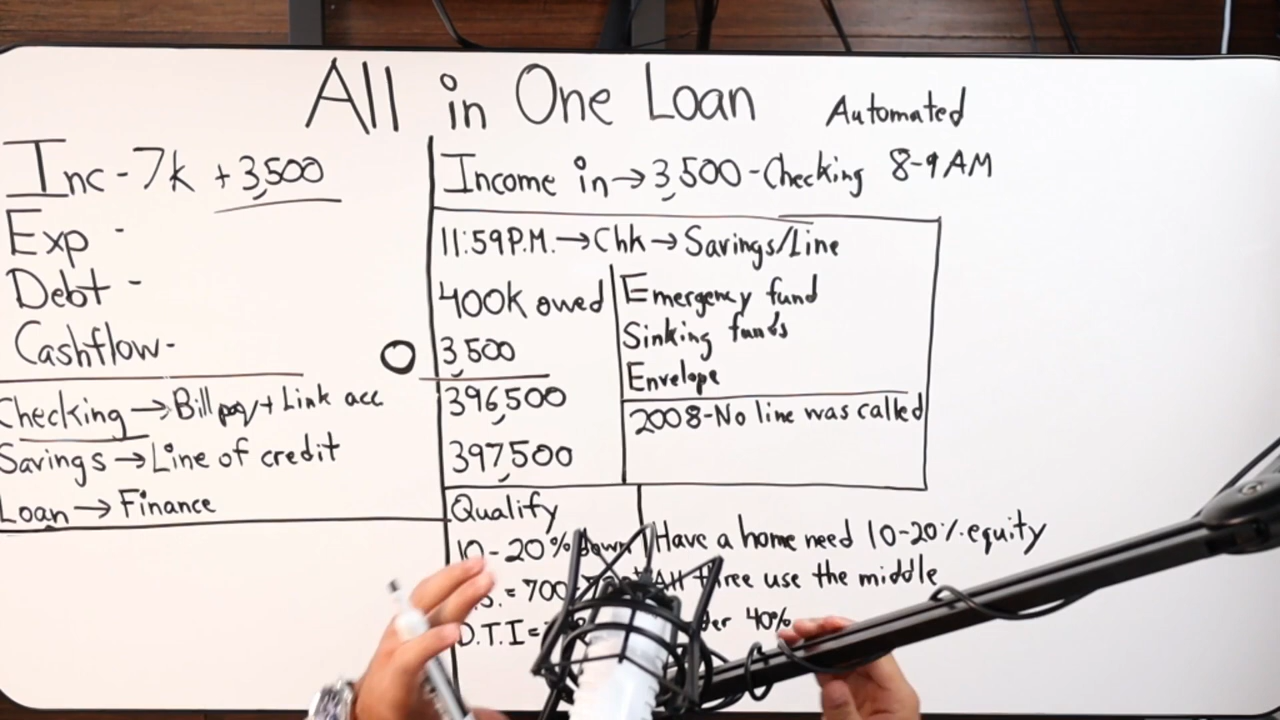 All in One Loan Automated
Inc - 7k + 3,500
Exp -
Debt -
Cashflow -
Checking → Bill pay + Link acc
Savings → Line of credit
Loan → Finance
Income in → 3,500 - Checking 8-9 AM
11:59 P.M. → Chk → Savings/Line
400K owed
3,500
396,500
397,500
Emergency fund
Sinking funds
Envelope
2008 - No line was called
Qualify
10-20% down
= 700
D.T.I =
Have a home need 10-20% equity
All three use the middle
40%